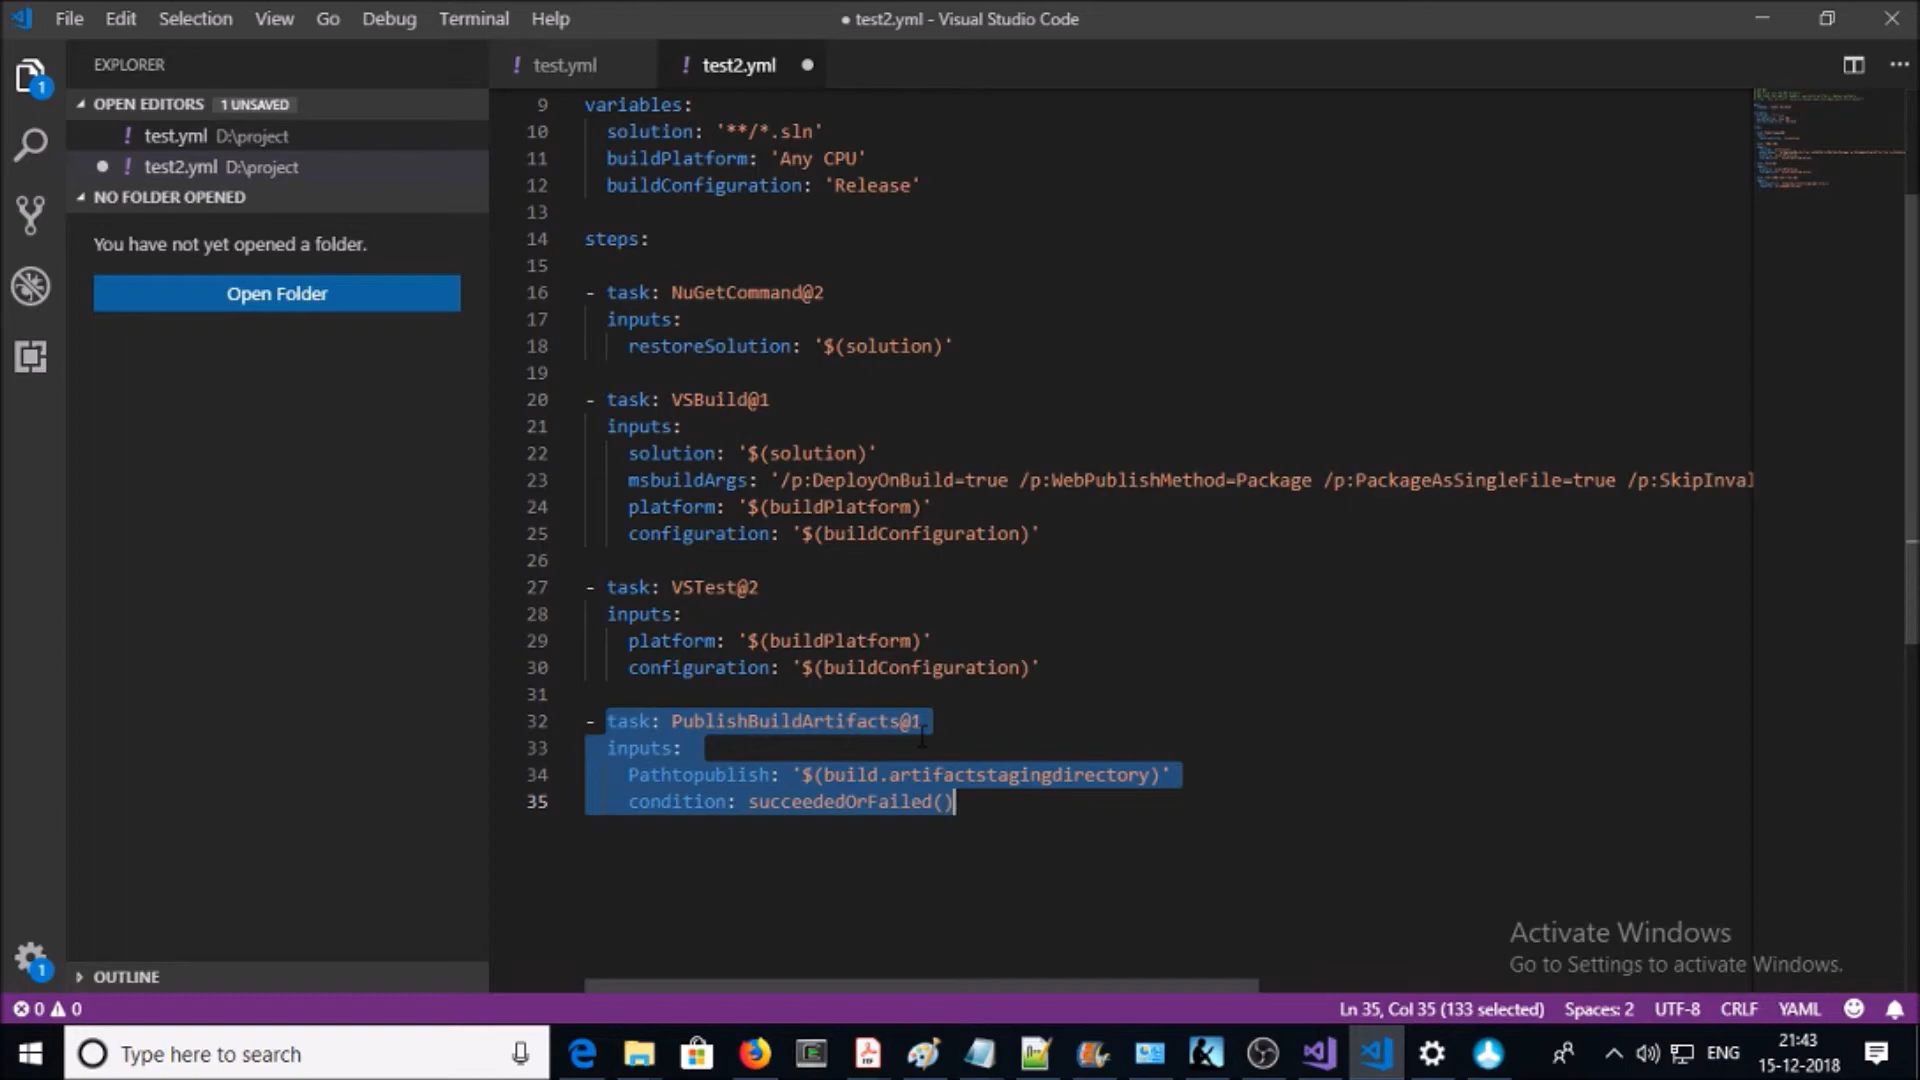 File Edit Selection View Go Debug Terminal Help
● test2.yml - Visual Studio Code
EXPLORER
OPEN EDITORS 1 UNSAVED
! test.yml D:\project
● ! test2.yml D:\project
NO FOLDER OPENED
You have not yet opened a folder.
Open Folder
OUTLINE
! test.yml
! test2.yml ●
9 variables:
10 solution: '**/*.sln'
11 buildPlatform: 'Any CPU'
12 buildConfiguration: 'Release'
13
14 steps:
15
16 - task: NuGetCommand@2
17 inputs:
18 restoreSolution: '$(solution)'
19
20 - task: VSBuild@1
21 inputs:
22 solution: '$(solution)'
23 msbuildArgs: '/p:DeployOnBuild=true /p:WebPublishMethod=Package /p:PackageAsSingleFile=true /p:SkipInval
24 platform: '$(buildPlatform)'
25 configuration: '$(buildConfiguration)'
26
27 - task: VSTest@2
28 inputs:
29 platform: '$(buildPlatform)'
30 configuration: '$(buildConfiguration)'
31
32 - task: PublishBuildArtifacts@1
33 inputs:
34 Pathtopublish: '$(build.artifactstagingdirectory)'
35 condition: succeededOrFailed()
Activate Windows
Go to Settings to activate Windows.
0 0
Ln 35, Col 35 (133 selected) Spaces: 2 UTF-8 CRLF YAML
1
1
Type here to search
ENG
21:43
15-12-2018